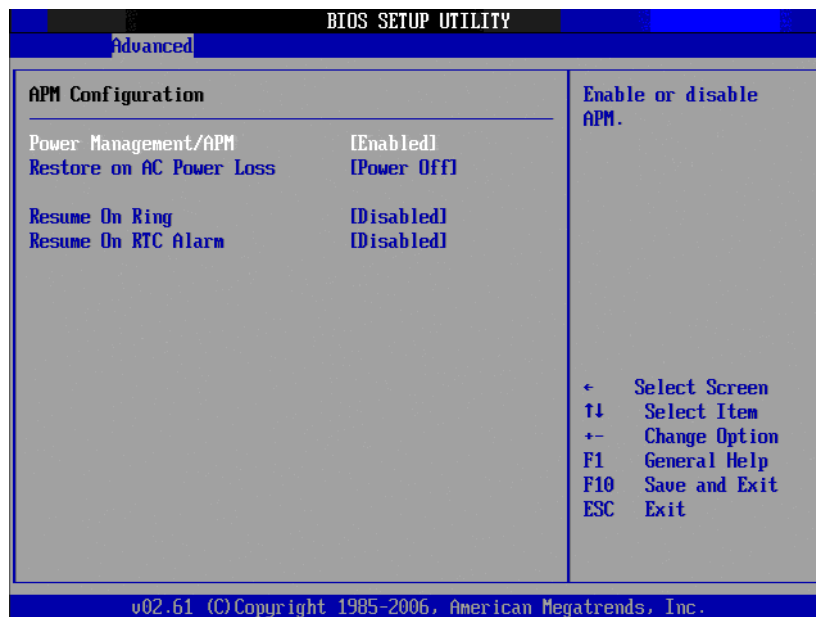 BIOS SETUP UTILITY
Advanced
APM Configuration
Power Management/APM [Enabled]
Restore on AC Power Loss [Power Off]
Resume On Ring [Disabled]
Resume On RTC Alarm [Disabled]
Enable or disable
APM.
← Select Screen
↑↓ Select Item
+- Change Option
F1 General Help
F10 Save and Exit
ESC Exit
v02.61 (C)Copyright 1985-2006, American Megatrends, Inc.